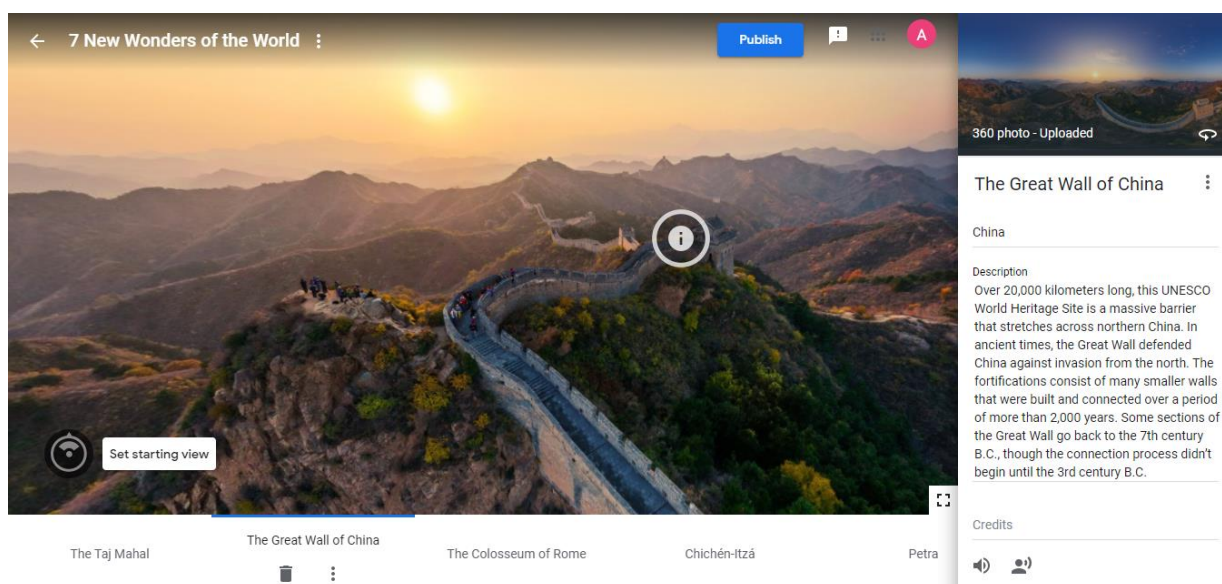 7 New Wonders of the World
Publish
A
Set starting view
The Taj Mahal
The Great Wall of China
The Colosseum of Rome
Chichén-Itzá
Petra
360 photo - Uploaded
The Great Wall of China
China
Description
Over 20,000 kilometers long, this UNESCO
World Heritage Site is a massive barrier
that stretches across northern China. In
ancient times, the Great Wall defended
China against invasion from the north. The
fortifications consist of many smaller walls
that were built and connected over a period
of more than 2,000 years. Some sections of
the Great Wall go back to the 7th century
B.C., though the connection process didn't
begin until the 3rd century B.C.
Credits